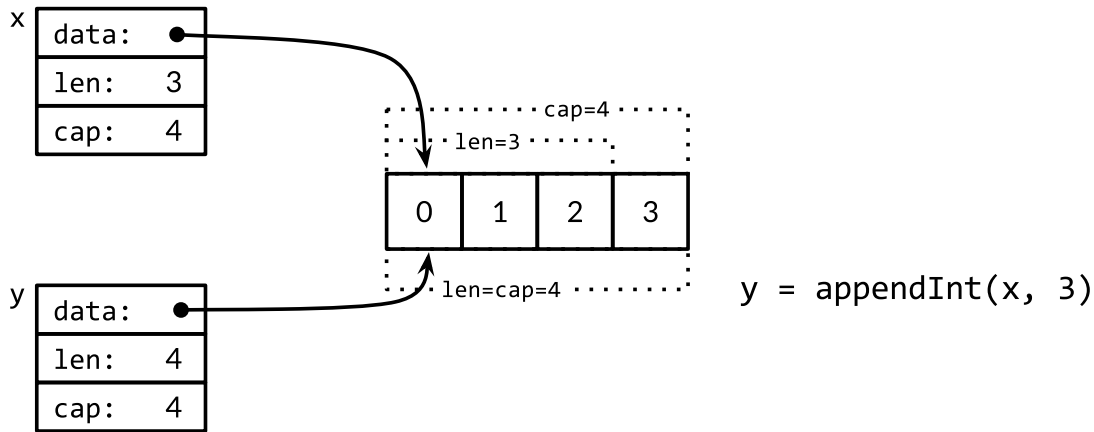 x
data:
len: 3
cap: 4
cap=4
len=3
0 1 2 3
len=cap=4
y = appendInt(x, 3)
y
data:
len: 4
cap: 4